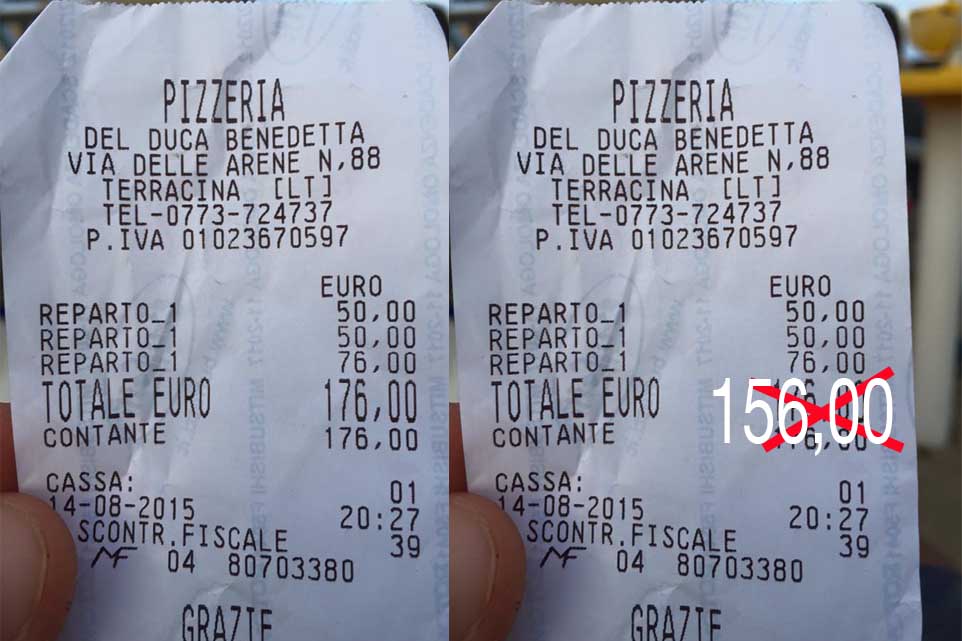 PIZZERIA
DEL DUCA BENEDETTA
VIA DELLE ARENE N,88
TERRACINA [LT]
TEL-0773-724737
P.IVA 01023670597
EURO
REPARTO_1 50,00
REPARTO_1 50,00
REPARTO_1 76,00
TOTALE EURO 176,00
CONTANTE 176,00
CASSA: 01
14-08-2015 20:27
SCONTR.FISCALE 39
MF 04 80703380
GRAZIE
PIZZERIA
DEL DUCA BENEDETTA
VIA DELLE ARENE N,88
TERRACINA [LT]
TEL-0773-724737
P.IVA 01023670597
EURO
REPARTO_1 50,00
REPARTO_1 50,00
REPARTO_1 76,00
TOTALE EURO 156,00
CONTANTE 176,00
CASSA: 01
14-08-2015 20:27
SCONTR.FISCALE 39
MF 04 80703380
GRAZIE